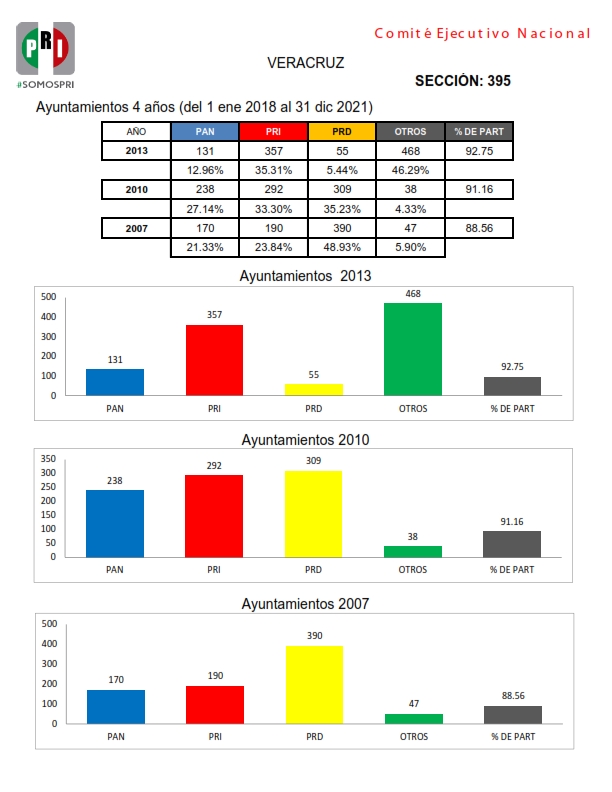 Comité Ejecutivo Nacional
PRI
#SOMOSPRI
VERACRUZ
SECCIÓN: 395
Ayuntamientos 4 años (del 1 ene 2018 al 31 dic 2021)
AÑO PAN PRI PRD OTROS % DE PART
2013 131 357 55 468 92.75
12.96% 35.31% 5.44% 46.29%
2010 238 292 309 38 91.16
27.14% 33.30% 35.23% 4.33%
2007 170 190 390 47 88.56
21.33% 23.84% 48.93% 5.90%
Ayuntamientos 2013
500
400
300
200
100
0
131 357 55 468 92.75
PAN PRI PRD OTROS % DE PART
Ayuntamientos 2010
350
300
250
200
150
100
50
0
238 292 309 38 91.16
PAN PRI PRD OTROS % DE PART
Ayuntamientos 2007
500
400
300
200
100
0
170 190 390 47 88.56
PAN PRI PRD OTROS % DE PART